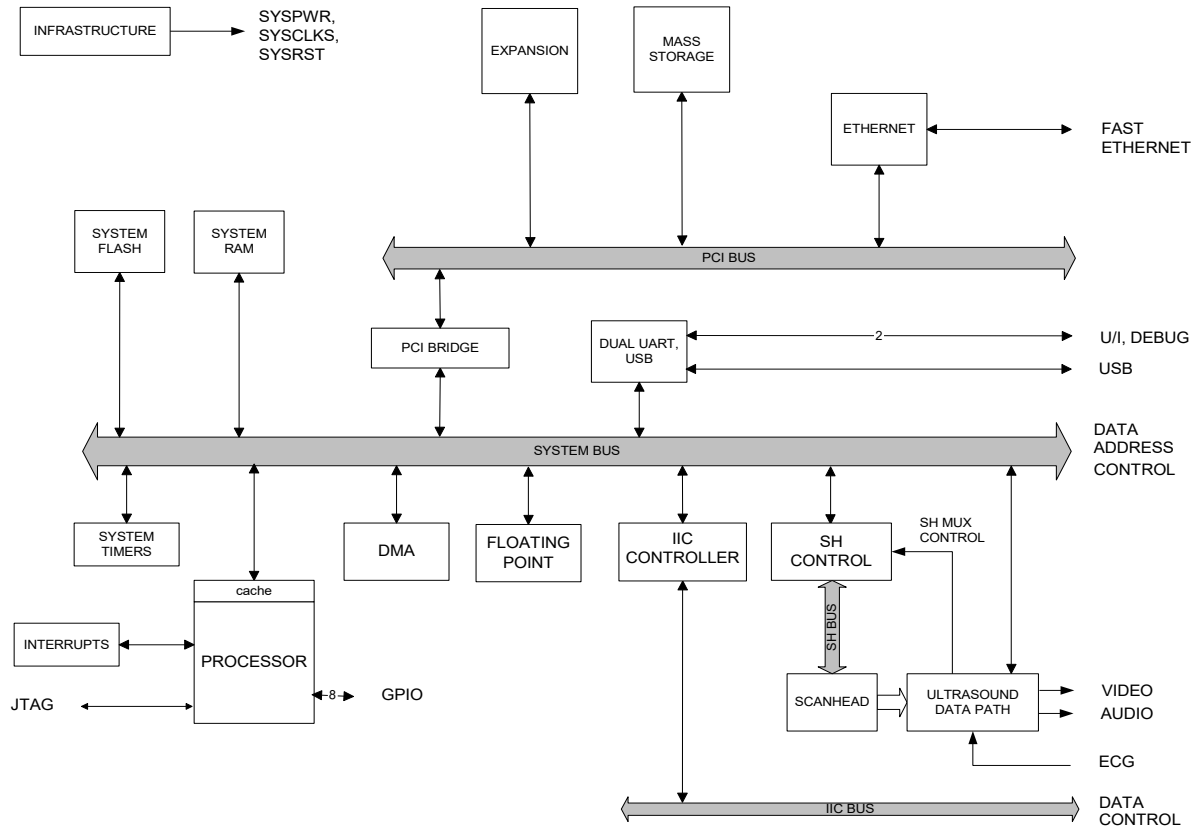 INFRASTRUCTURE
SYSPWR,
SYSCLKS,
SYSRST
EXPANSION
MASS
STORAGE
ETHERNET
FAST
ETHERNET
SYSTEM
FLASH
SYSTEM
RAM
PCI BUS
PCI BRIDGE
DUAL UART,
USB
2
U/I, DEBUG
USB
SYSTEM BUS
DATA
ADDRESS
CONTROL
SYSTEM
TIMERS
DMA
FLOATING
POINT
IIC
CONTROLLER
SH
CONTROL
SH MUX
CONTROL
cache
PROCESSOR
INTERRUPTS
JTAG
8
GPIO
SH BUS
SCANHEAD
ULTRASOUND
DATA PATH
VIDEO
AUDIO
ECG
IIC BUS
DATA
CONTROL